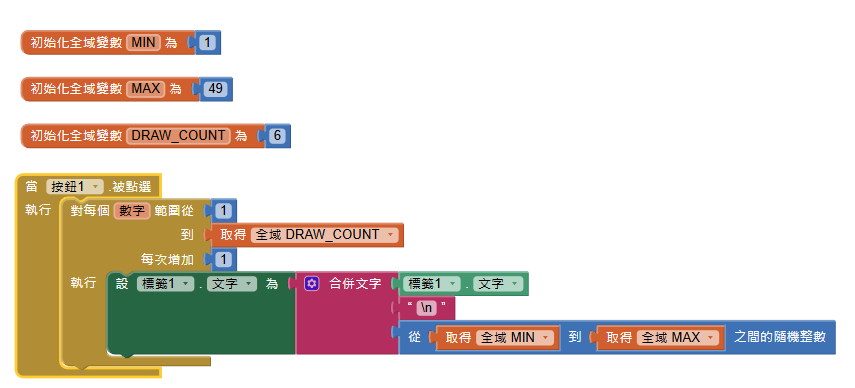 初始化全域變數 MIN 為 1
初始化全域變數 MAX 為 49
初始化全域變數 DRAW_COUNT 為 6
當 按鈕1 .被點選
執行 對每個 數字 範圍從 1
到 取得 全域 DRAW_COUNT
每次增加 1
執行 設 標籤1 . 文字 為 合併文字 標籤1 . 文字
“ \n ”
從 取得 全域 MIN 到 取得 全域 MAX 之間的隨機整數